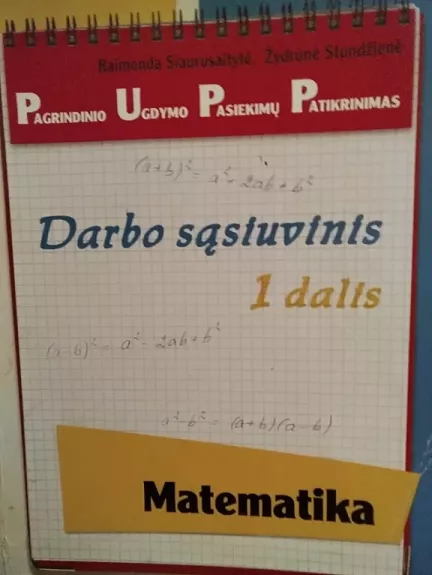 Raimonda Šiaurusaitytė, Žydrūnė Stundžienė
PAGRINDINIO UGDYMO PASIEKIMŲ PATIKRINIMAS
(a+b)² = a² + 2ab + b²
Darbo sąsiuvinis
1 dalis
(a-b)² = a² - 2ab + b²
a² - b² = (a+b)(a-b)
Matematika